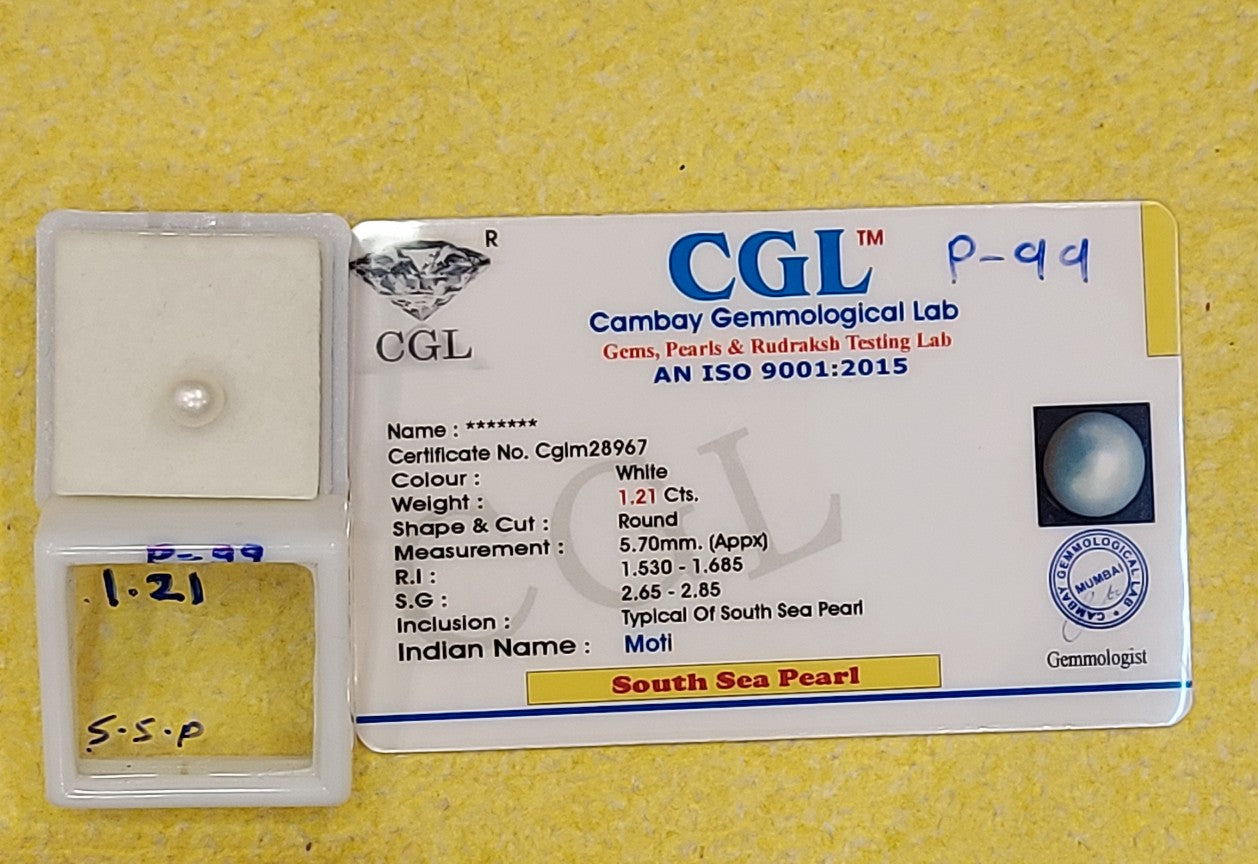 R
CGL
CGL™
P-99
Cambay Gemmological Lab
Gems, Pearls & Rudraksh Testing Lab
AN ISO 9001:2015
Name : *******
Certificate No. Cglm28967
Colour : White
Weight : 1.21 Cts.
Shape & Cut : Round
Measurement : 5.70mm. (Appx)
R.I : 1.530 - 1.685
S.G : 2.65 - 2.85
Inclusion : Typical Of South Sea Pearl
Indian Name : Moti
South Sea Pearl
CGL
CAMBAY GEMMOLOGICAL LAB
MUMBAI
Gemmologist
P-99
1.21
S.S.P